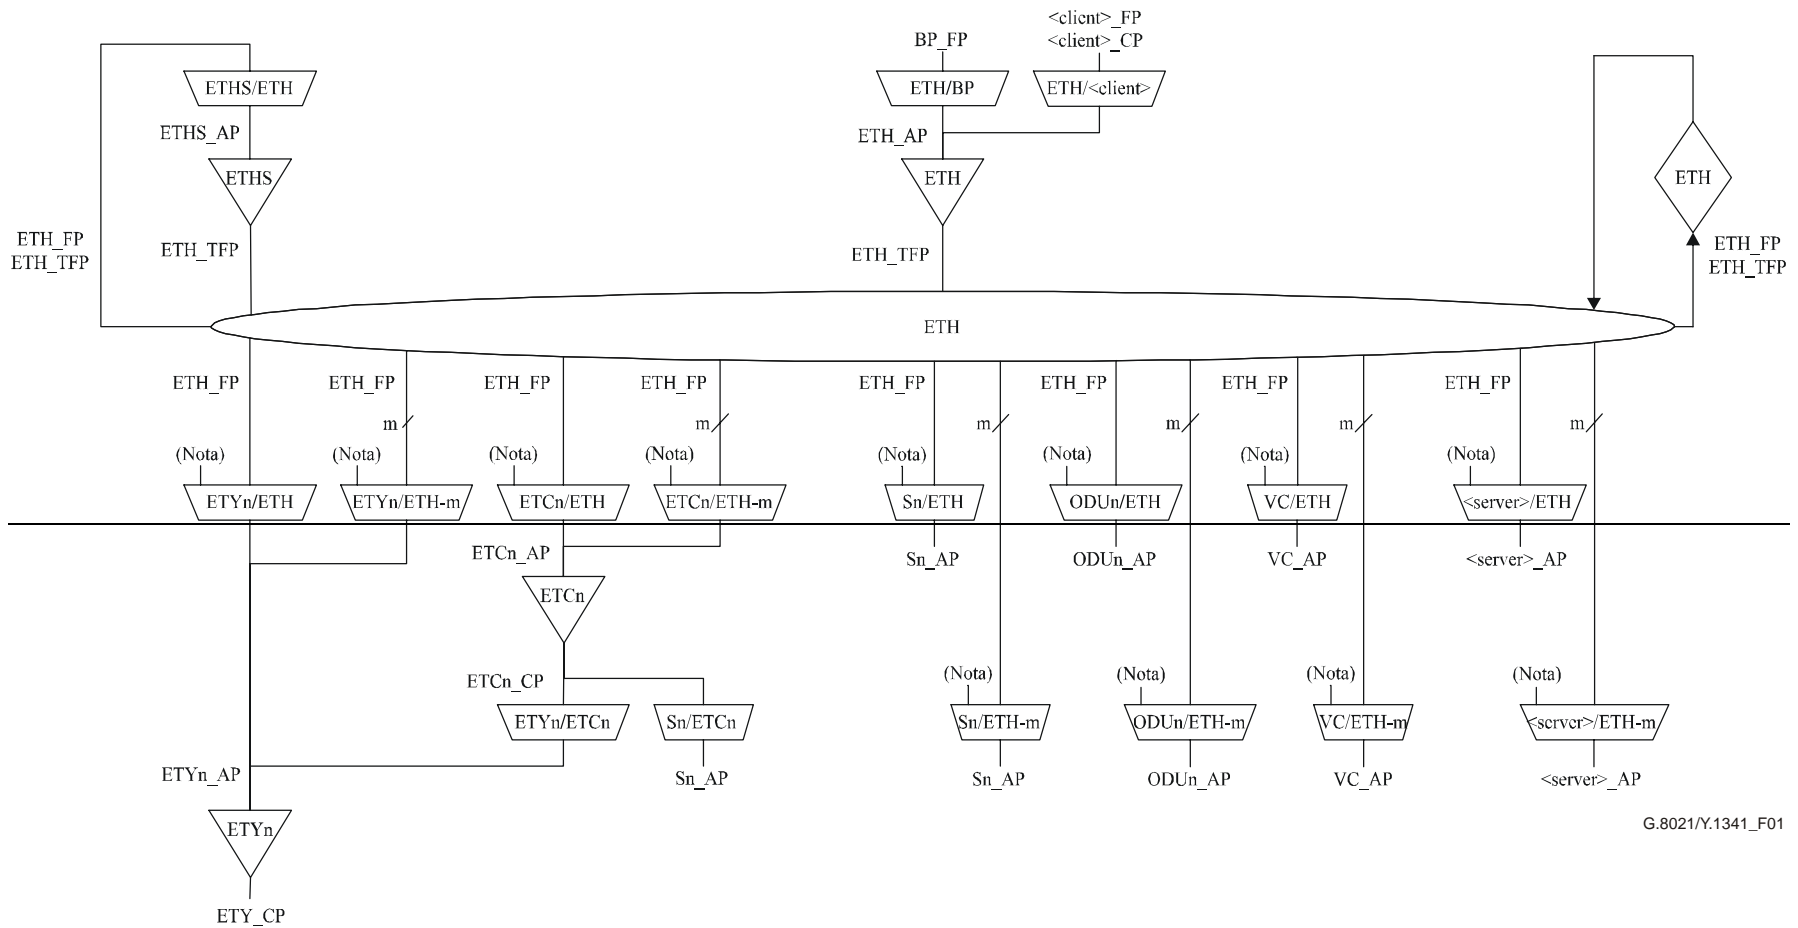 <client>_FP
BP_FP
<client>_CP
ETHS/ETH
ETH/BP
ETH/<client>
ETHS_AP
ETH_AP
ETHS
ETH
ETH
ETH_FP
ETH_TFP
ETH_TFP
ETH_TFP
ETH_FP
ETH_TFP
ETH
ETH_FP
ETH_FP
ETH_FP
ETH_FP
ETH_FP
ETH_FP
ETH_FP
ETH_FP
m
m
m
m
m
m
(Nota)
(Nota)
(Nota)
(Nota)
(Nota)
(Nota)
(Nota)
(Nota)
ETYn/ETH
ETYn/ETH-m
ETCn/ETH
ETCn/ETH-m
Sn/ETH
ODUn/ETH
VC/ETH
<server>/ETH
ETCn_AP
Sn_AP
ODUn_AP
VC_AP
<server>_AP
ETCn
ETCn_CP
(Nota)
(Nota)
(Nota)
(Nota)
ETYn/ETCn
Sn/ETCn
Sn/ETH-m
ODUn/ETH-m
VC/ETH-m
<server>/ETH-m
ETYn_AP
Sn_AP
Sn_AP
ODUn_AP
VC_AP
<server>_AP
ETYn
G.8021/Y.1341_F01
ETY_CP